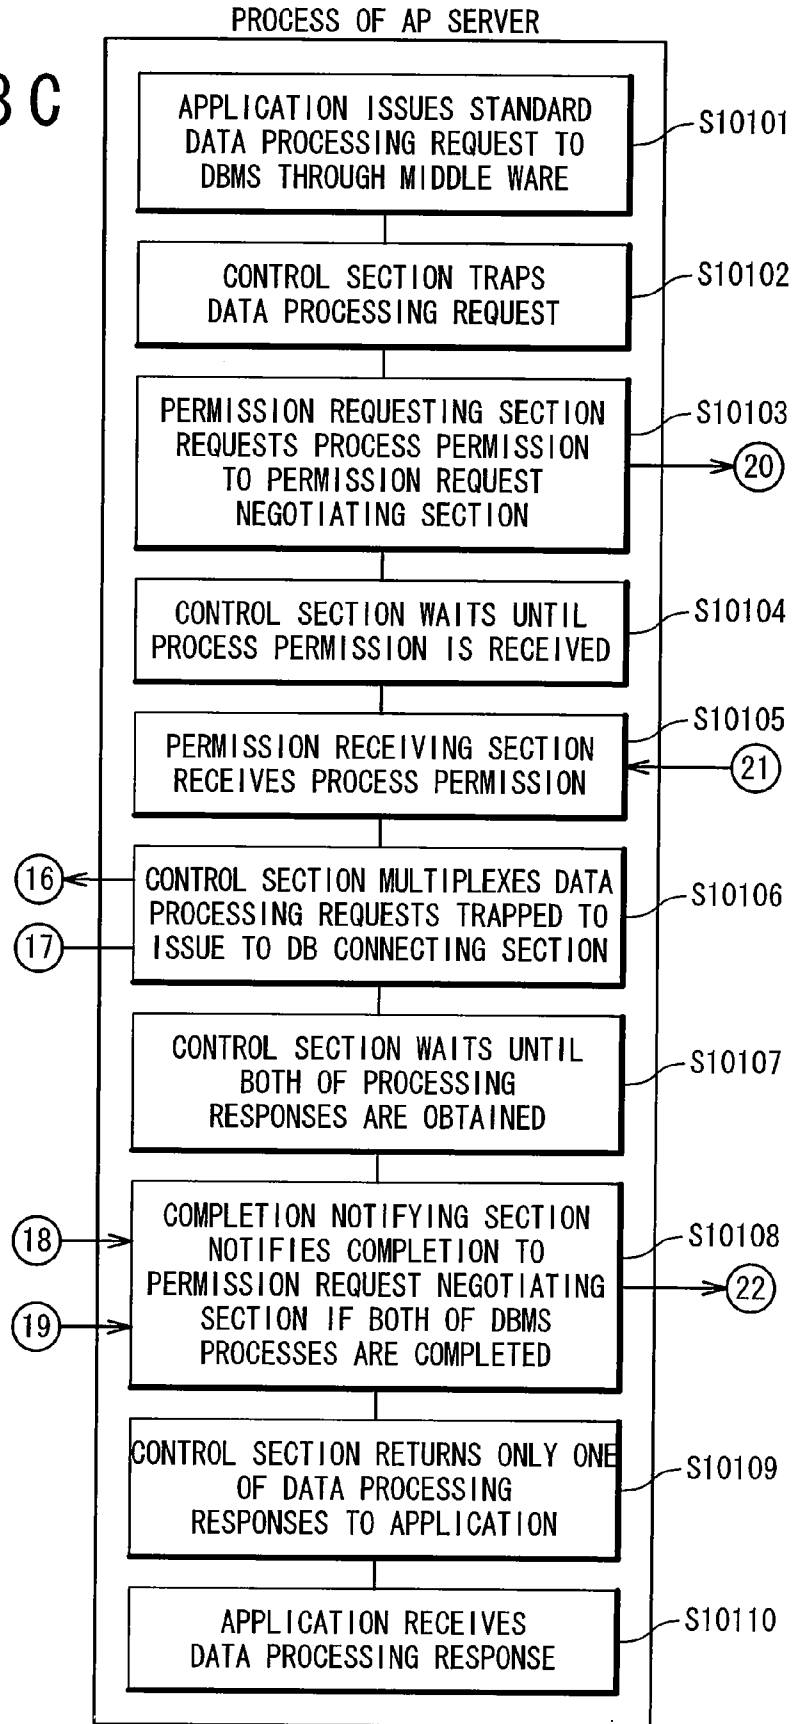 PROCESS OF AP SERVER
3C
APPLICATION ISSUES STANDARD
DATA PROCESSING REQUEST TO
DBMS THROUGH MIDDLE WARE
S10101
CONTROL SECTION TRAPS
DATA PROCESSING REQUEST
S10102
PERMISSION REQUESTING SECTION
REQUESTS PROCESS PERMISSION
TO PERMISSION REQUEST
NEGOTIATING SECTION
S10103
20
CONTROL SECTION WAITS UNTIL
PROCESS PERMISSION IS RECEIVED
S10104
PERMISSION RECEIVING SECTION
RECEIVES PROCESS PERMISSION
S10105
21
16
17
CONTROL SECTION MULTIPLEXES DATA
PROCESSING REQUESTS TRAPPED TO
ISSUE TO DB CONNECTING SECTION
S10106
CONTROL SECTION WAITS UNTIL
BOTH OF PROCESSING
RESPONSES ARE OBTAINED
S10107
18
19
COMPLETION NOTIFYING SECTION
NOTIFIES COMPLETION TO
PERMISSION REQUEST NEGOTIATING
SECTION IF BOTH OF DBMS
PROCESSES ARE COMPLETED
S10108
22
CONTROL SECTION RETURNS ONLY ONE
OF DATA PROCESSING
RESPONSES TO APPLICATION
S10109
APPLICATION RECEIVES
DATA PROCESSING RESPONSE
S10110